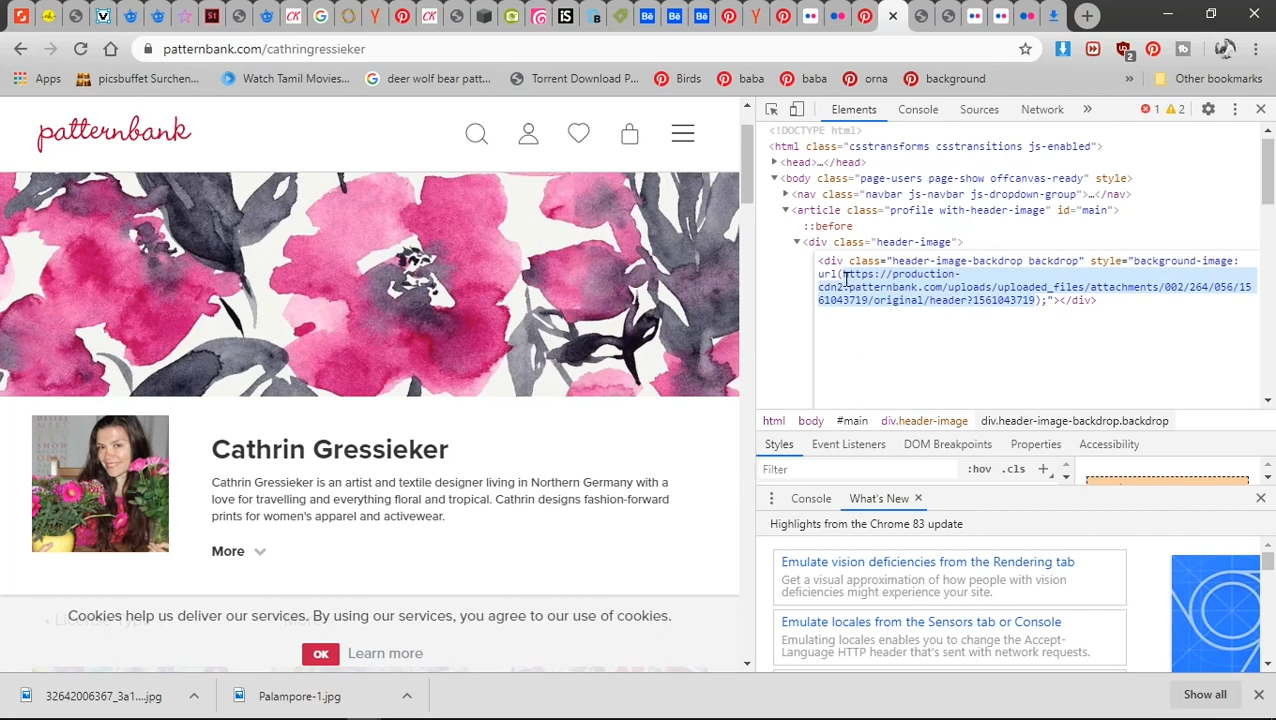 patternbank.com/cathringressieker
2
Apps
picsbuffet Surchen...
Watch Tamil Movies...
deer wolf bear patt...
Torrent Download P...
Birds
baba
baba
orna
background
»
Other bookmarks
patternbank
Elements
Console
Sources
Network
»
1
2
<!DOCTYPE html>
<html class="csstransforms csstransitions js-enabled">
<head>…</head>
<body class="page-users page-show offcanvas-ready" style>
<nav class="navbar js-navbar js-dropdown-group">…</nav>
<article class="profile with-header-image" id="main">
::before
<div class="header-image">
<div class="header-image-backdrop backdrop" style="background-image:
url(https://production-
cdn2.patternbank.com/uploads/uploaded_files/attachments/002/264/056/15
61043719/original/header?1561043719);"></div>
html body #main div.header-image div.header-image-backdrop.backdrop
Styles
Event Listeners
DOM Breakpoints
Properties
Accessibility
Filter
:hov .cls +
Console
What's New ×
Highlights from the Chrome 83 update
Emulate vision deficiencies from the Rendering tab
Get a visual approximation of how people with vision
deficiencies might experience your site.
Emulate locales from the Sensors tab or Console
Emulating locales enables you to change the Accept-
Language HTTP header that's sent with network requests.
Cathrin Gressieker
Cathrin Gressieker is an artist and textile designer living in Northern Germany with a
love for travelling and everything floral and tropical. Cathrin designs fashion-forward
prints for women's apparel and activewear.
More
Cookies help us deliver our services. By using our services, you agree to our use of cookies.
OK
Learn more
32642006367_3a1....jpg
Palampore-1.jpg
Show all